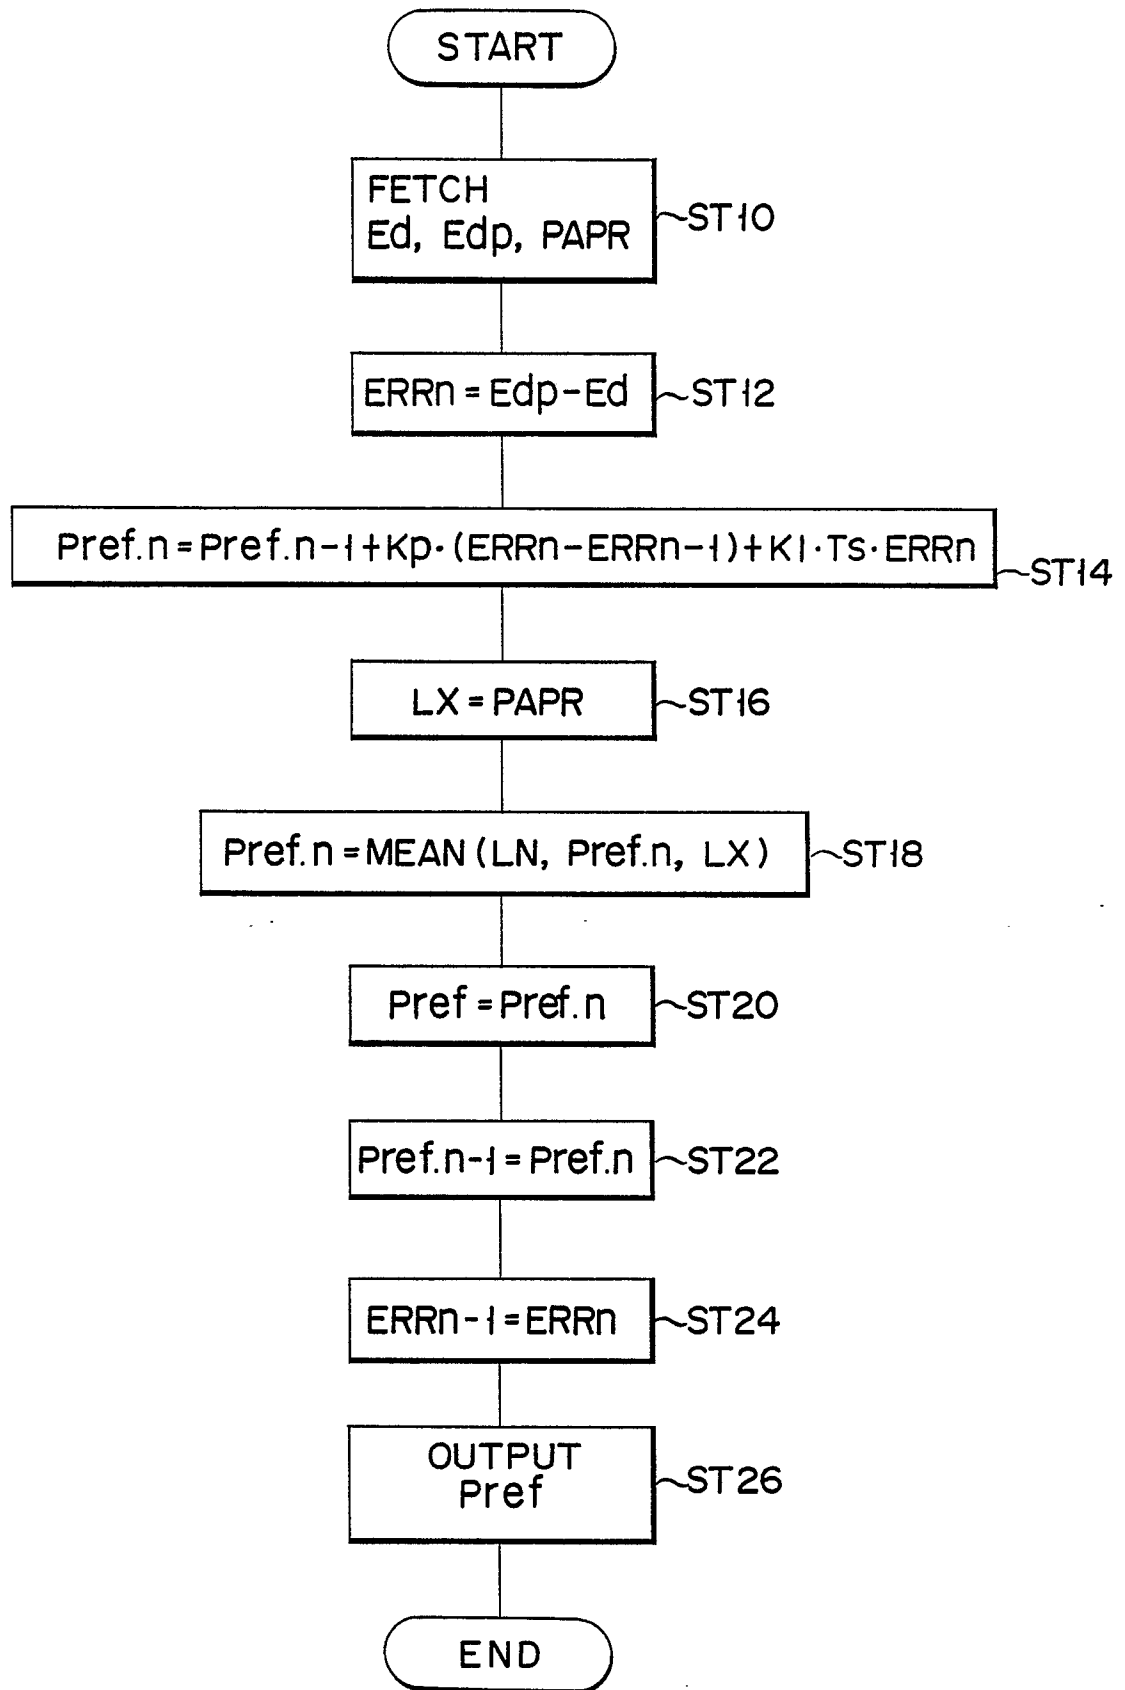 START
FETCH
Ed, Edp, PAPR
ST10
ERRn = Edp-Ed
ST12
Pref.n = Pref.n-1+Kp·(ERRn-ERRn-1)+KI·Ts·ERRn
ST14
LX = PAPR
ST16
Pref.n = MEAN (LN, Pref.n, LX)
ST18
Pref = Pref.n
ST20
Pref.n-1 = Pref.n
ST22
ERRn-1 = ERRn
ST24
OUTPUT
Pref
ST26
END